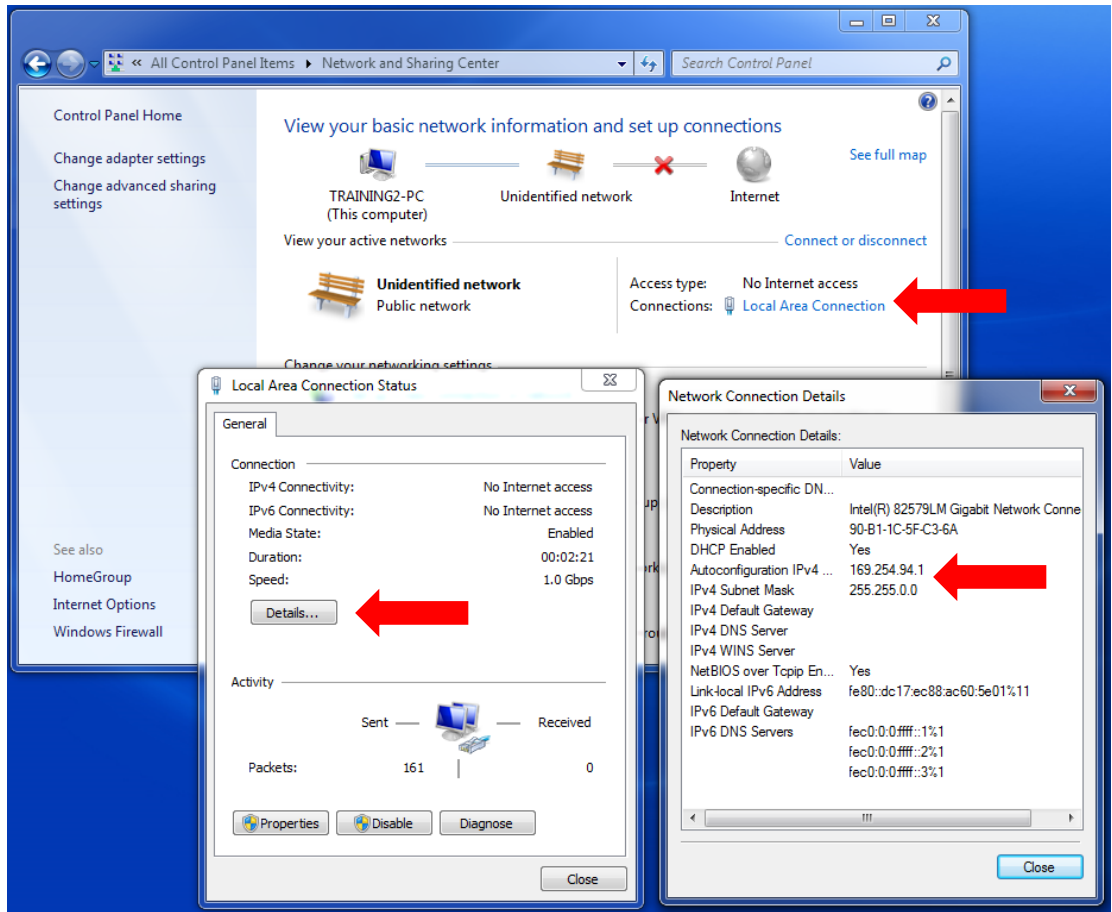 « All Control Panel Items ▸ Network and Sharing Center
Search Control Panel
Control Panel Home
Change adapter settings
Change advanced sharing
settings
See also
HomeGroup
Internet Options
Windows Firewall
View your basic network information and set up connections
See full map
TRAINING2-PC
(This computer)
Unidentified network
Internet
View your active networks
Connect or disconnect
Unidentified network
Public network
Access type: No Internet access
Connections: Local Area Connection
Change your networking settings
Local Area Connection Status
General
Connection
IPv4 Connectivity: No Internet access
IPv6 Connectivity: No Internet access
Media State: Enabled
Duration: 00:02:21
Speed: 1.0 Gbps
Details...
Activity
Sent — — Received
Packets: 161 0
Properties Disable Diagnose
Close
Network Connection Details
Network Connection Details:
Property Value
Connection-specific DN...
Description Intel(R) 82579LM Gigabit Network Conne
Physical Address 90-B1-1C-5F-C3-6A
DHCP Enabled Yes
Autoconfiguration IPv4 ... 169.254.94.1
IPv4 Subnet Mask 255.255.0.0
IPv4 Default Gateway
IPv4 DNS Server
IPv4 WINS Server
NetBIOS over Tcpip En... Yes
Link-local IPv6 Address fe80::dc17:ec88:ac60:5e01%11
IPv6 Default Gateway
IPv6 DNS Servers fec0:0:0:ffff::1%1
fec0:0:0:ffff::2%1
fec0:0:0:ffff::3%1
Close